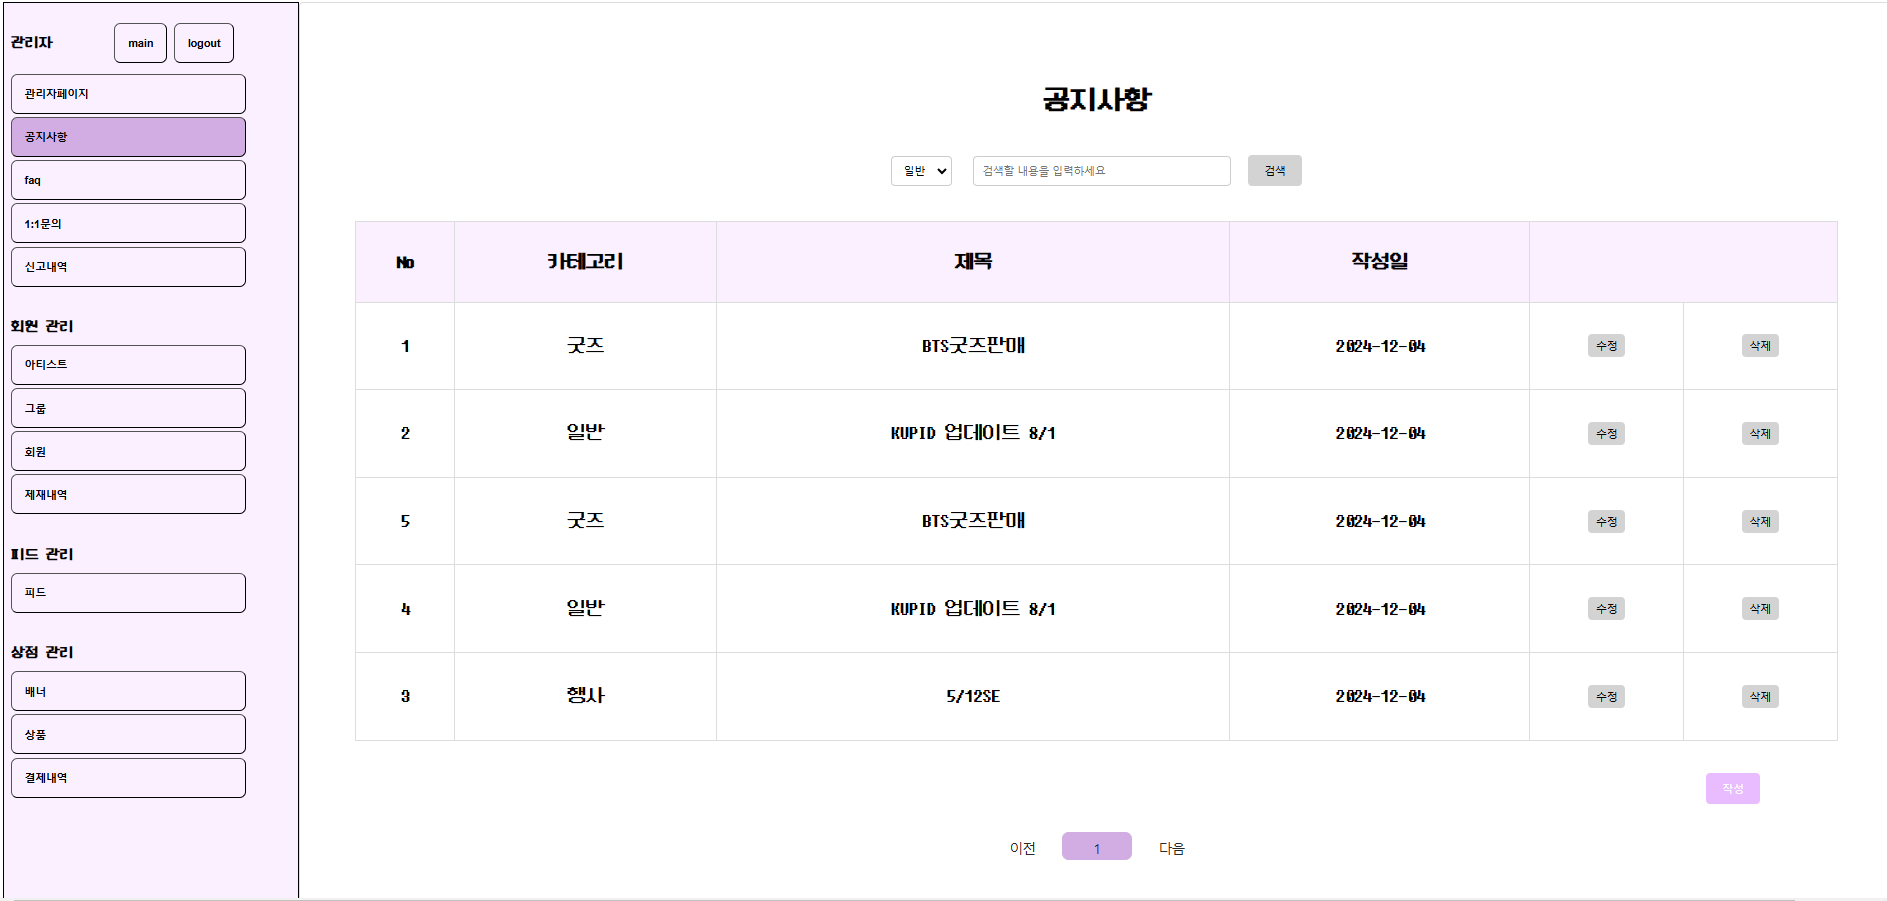 관리자 main logout
관리자페이지
공지사항
faq
1:1문의
신고내역
회원 관리
아티스트
그룹
회원
제재내역
피드 관리
피드
상점 관리
배너
상품
결제내역
공지사항
일반 검색할 내용을 입력하세요 검색
No 카테고리 제목 작성일
1 굿즈 BTS굿즈판매 2024-12-04 수정 삭제
2 일반 KUPID 업데이트 8/1 2024-12-04 수정 삭제
5 굿즈 BTS굿즈판매 2024-12-04 수정 삭제
4 일반 KUPID 업데이트 8/1 2024-12-04 수정 삭제
3 행사 5/12SE 2024-12-04 수정 삭제
작성
이전 1 다음